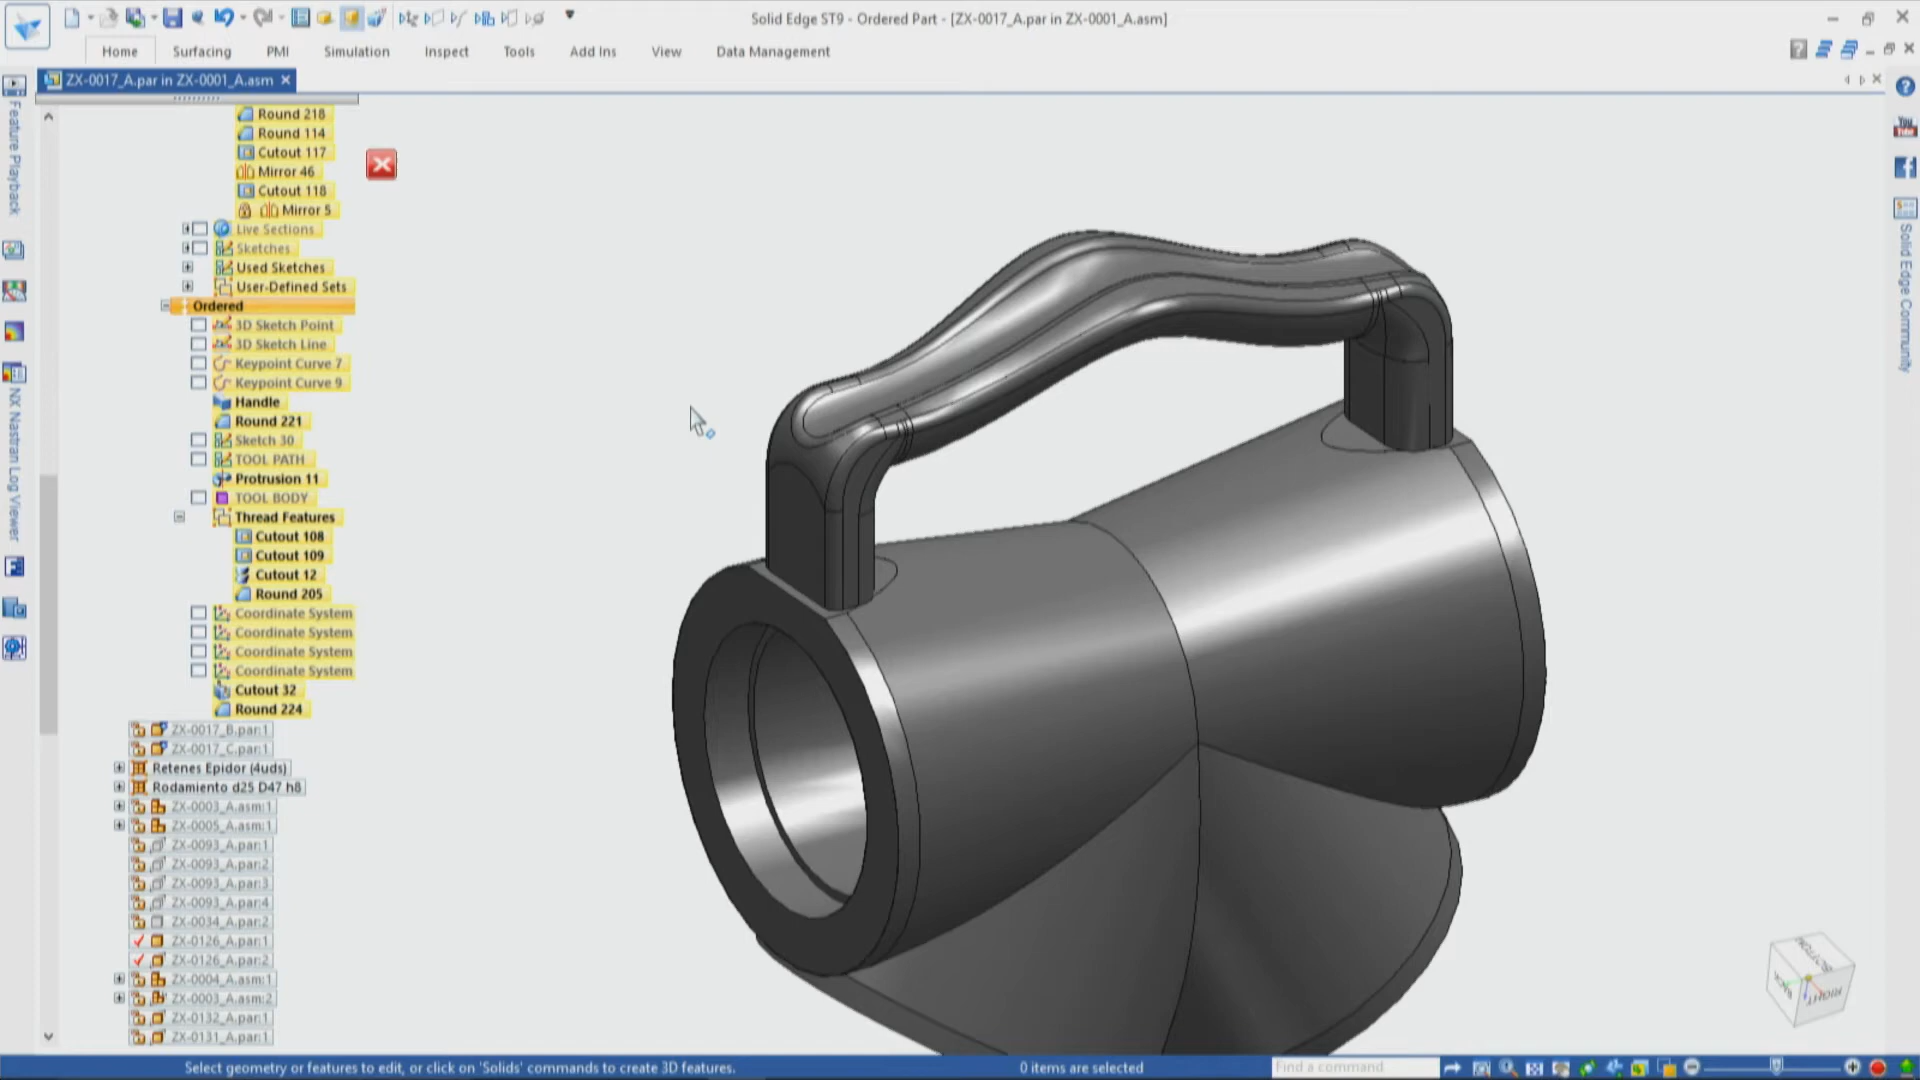 Solid Edge ST9 - Ordered Part - [ZX-0017_A.par in ZX-0001_A.asm]
Home
Surfacing
PMI
Simulation
Inspect
Tools
Add Ins
View
Data Management
ZX-0017_A.par in ZX-0001_A.asm
Feature Playback
NX Nastran Log Viewer
Round 218
Round 114
Cutout 117
Mirror 46
Cutout 118
Mirror 5
Live Sections
Sketches
Used Sketches
User-Defined Sets
Ordered
3D Sketch Point
3D Sketch Line
Keypoint Curve 7
Keypoint Curve 9
Handle
Round 221
Sketch 30
TOOL PATH
Protrusion 11
TOOL BODY
Thread Features
Cutout 108
Cutout 109
Cutout 12
Round 205
Coordinate System
Coordinate System
Coordinate System
Coordinate System
Cutout 32
Round 224
ZX-0017_B.par:1
ZX-0017_C.par:1
Retenes Epidor (4uds)
Rodamiento d25 D47 h8
ZX-0003_A.asm:1
ZX-0005_A.asm:1
ZX-0093_A.par:1
ZX-0093_A.par:2
ZX-0093_A.par:3
ZX-0093_A.par:4
ZX-0034_A.par:2
ZX-0126_A.par:1
ZX-0126_A.par:2
ZX-0004_A.asm:1
ZX-0003_A.asm:2
ZX-0132_A.par:1
ZX-0131_A.par:1
You
Tube
Solid Edge Community
BOTTOM
BACK
RIGHT
Select geometry or features to edit, or click on 'Solids' commands to create 3D features.
0 items are selected
Find a command